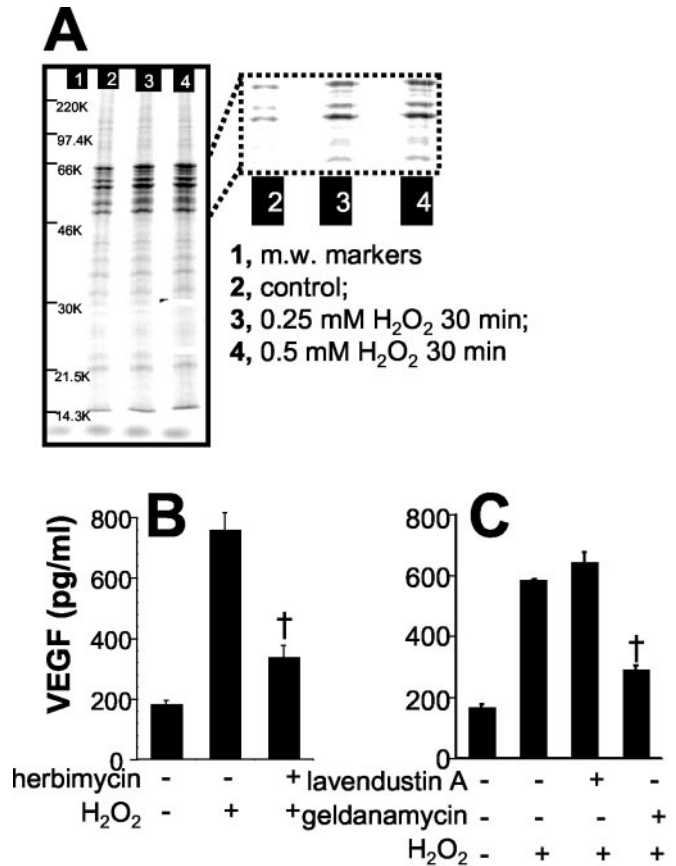 A
1 2 3 4
220K
97.4K
66K
46K
30K
21.5K
14.3K
2 3 4
1, m.w. markers
2, control;
3, 0.25 mM H₂O₂ 30 min;
4, 0.5 mM H₂O₂ 30 min
B
VEGF (pg/ml)
800
600
400
200
0
†
herbimycin - - +
H₂O₂ - + +
C
800
600
400
200
0
†
lavendustin A - - + -
geldanamycin - - - +
H₂O₂ - + + +